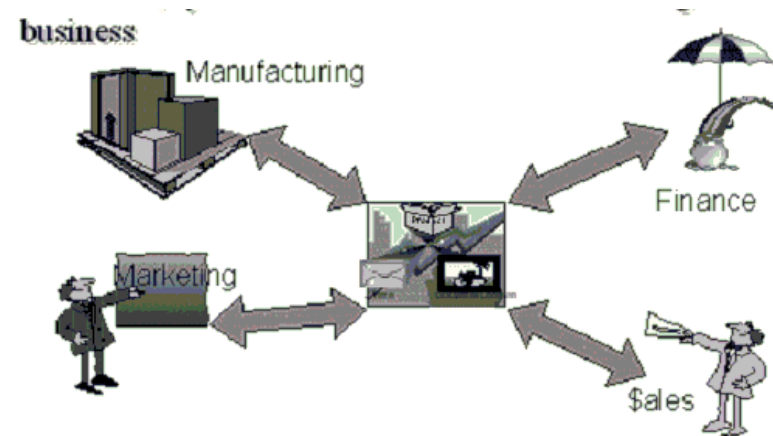 business
Manufacturing
Finance
Marketing
$ales